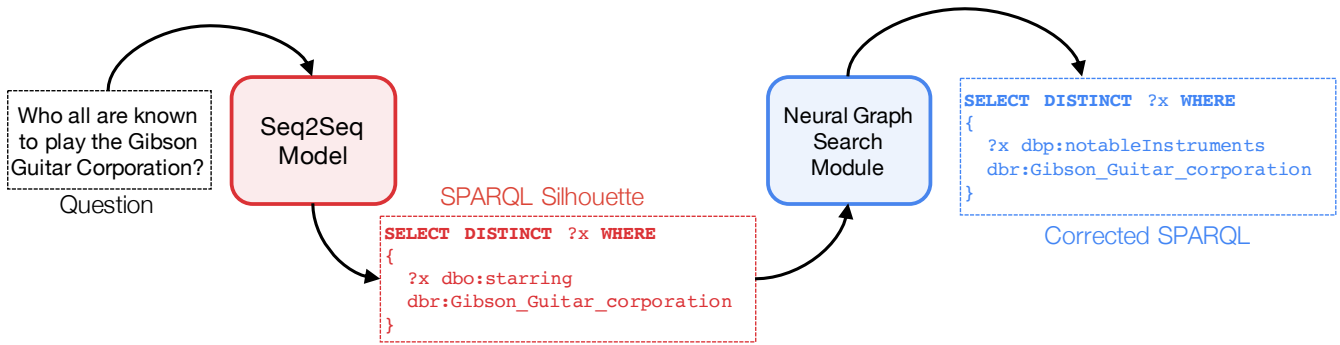 Who all are known
to play the Gibson
Guitar Corporation?
Question
Seq2Seq
Model
SPARQL Silhouette
SELECT DISTINCT ?x WHERE
{
?x dbo:starring
dbr:Gibson_Guitar_corporation
}
Neural Graph
Search
Module
SELECT DISTINCT ?x WHERE
{
?x dbp:notableInstruments
dbr:Gibson_Guitar_corporation
}
Corrected SPARQL